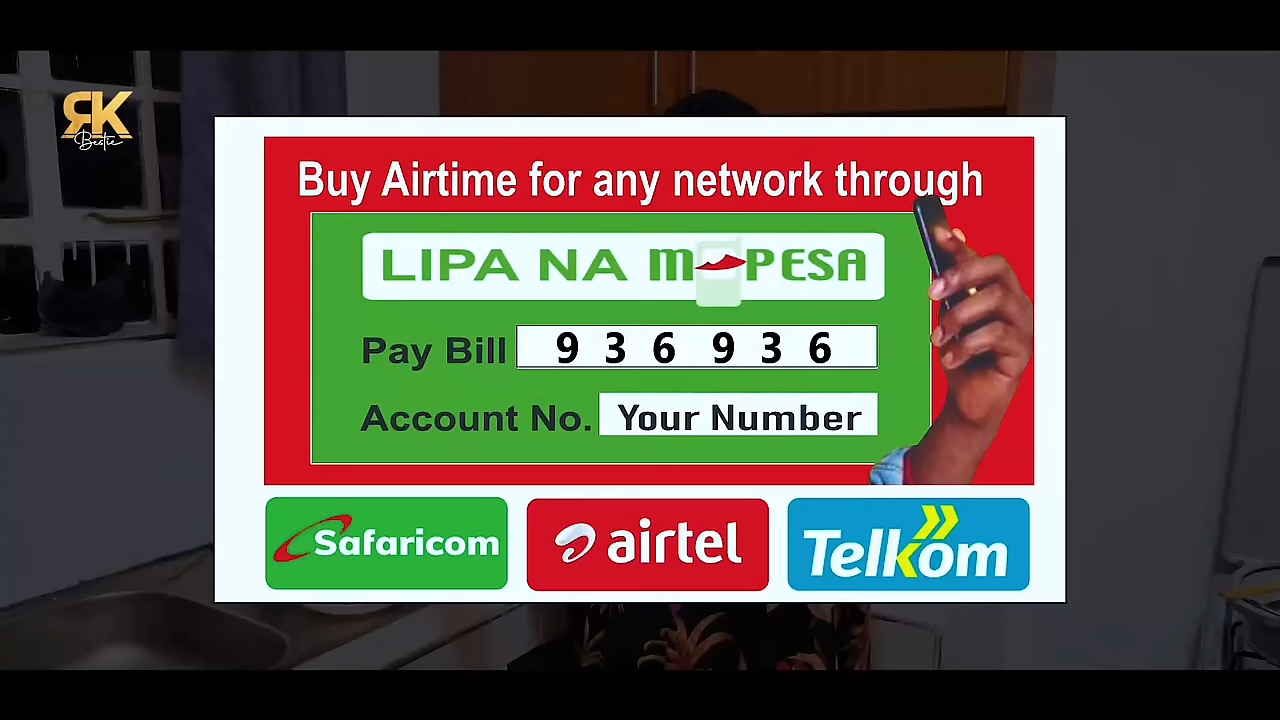 RK
Bestie
Buy Airtime for any network through
LIPA NA M-PESA
Pay Bill 9 3 6 9 3 6
Account No. Your Number
Safaricom
airtel
Telkom